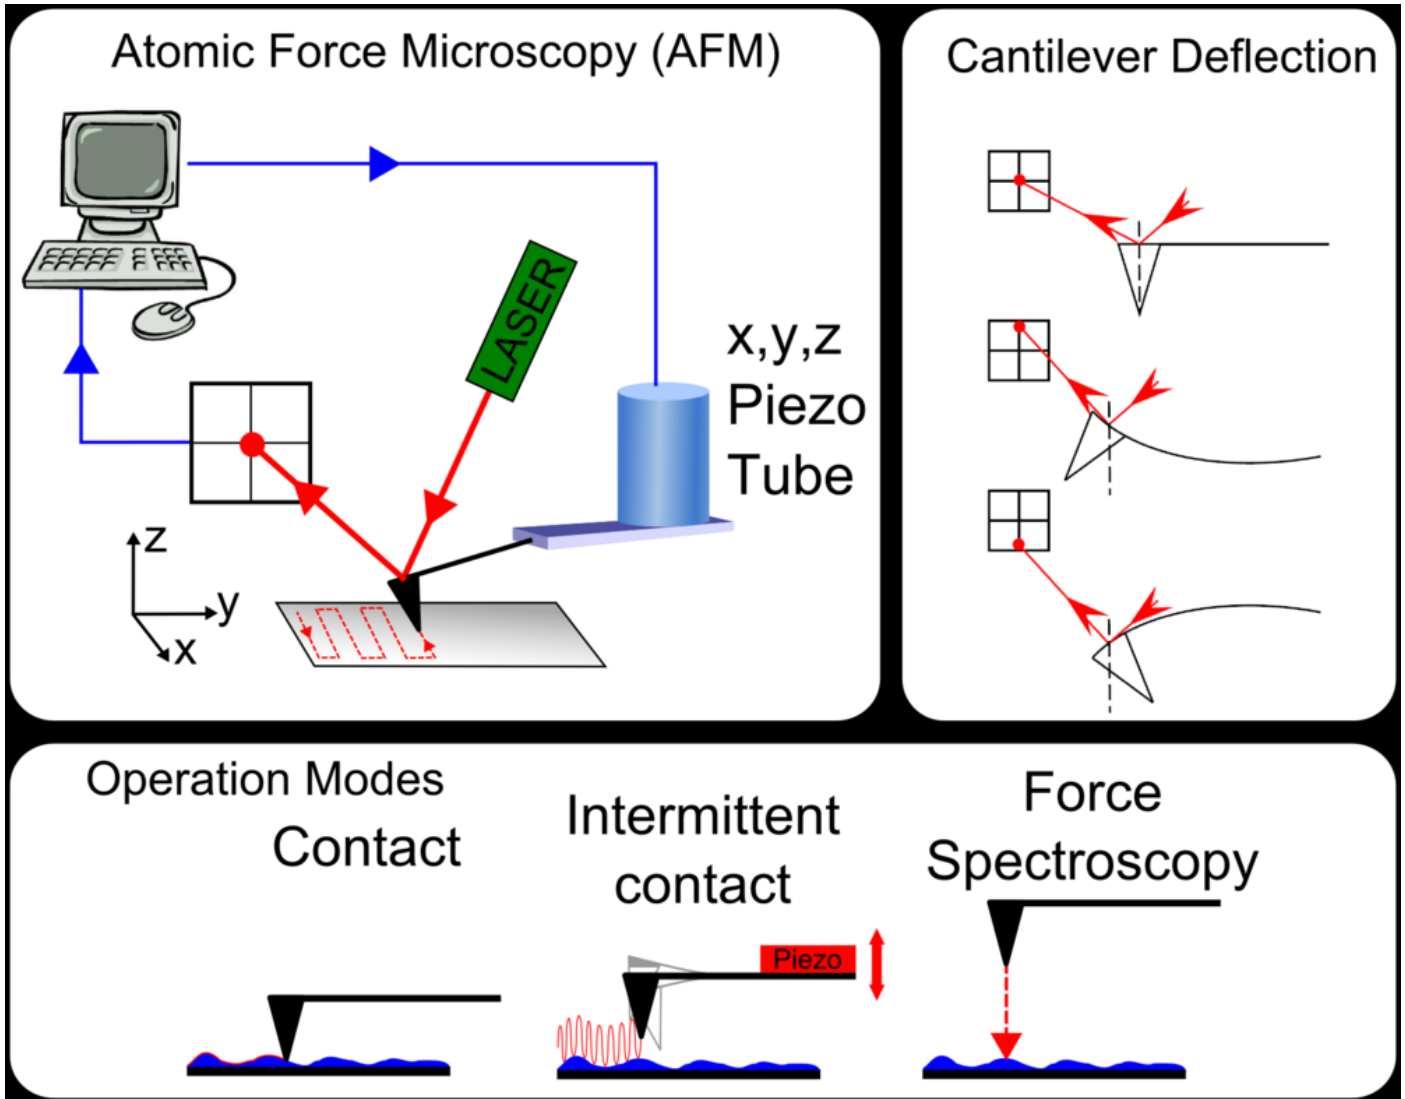 Atomic Force Microscopy (AFM)
LASER
x,y,z
Piezo
Tube
z
y
x
Cantilever Deflection
Operation Modes
Contact
Intermittent
contact
Piezo
Force
Spectroscopy